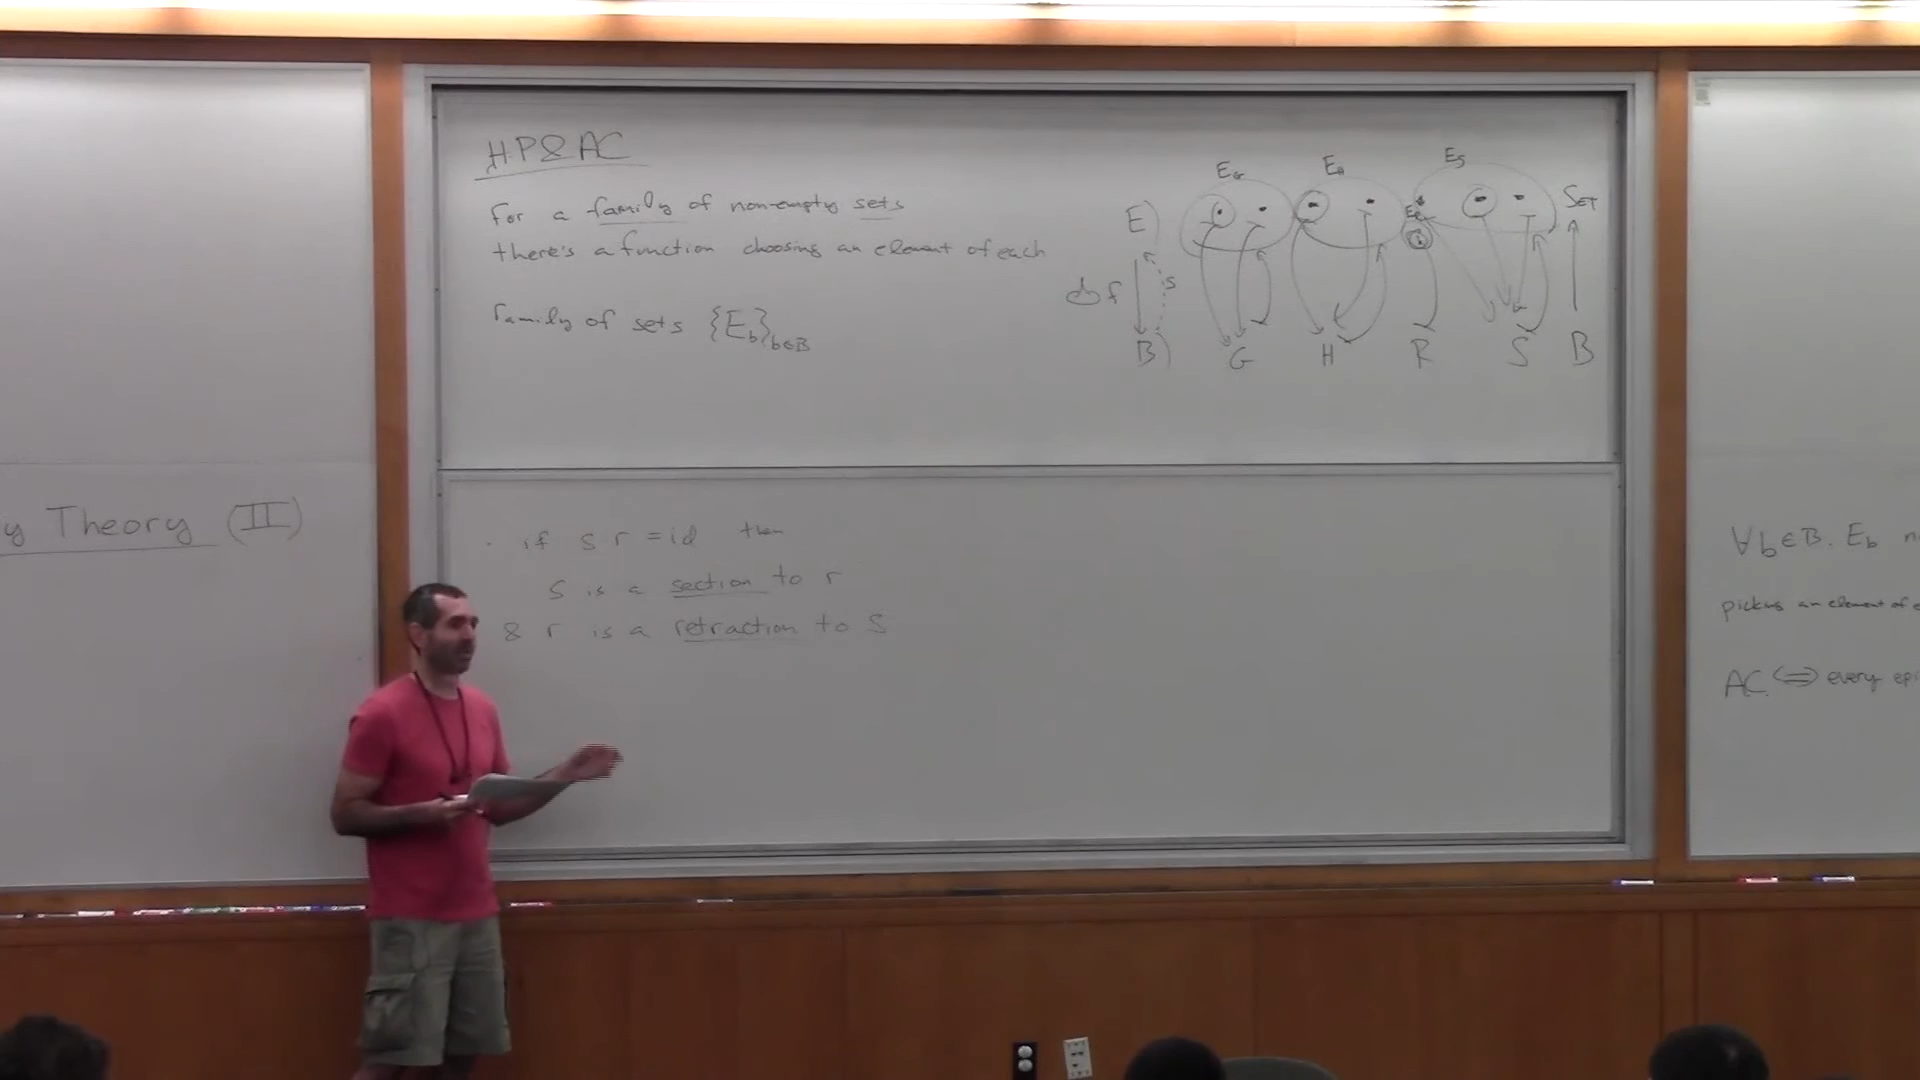 y Theory (II)
HP & AC
For a family of non-empty sets
there's a function choosing an element of each
Family of sets {E_b}_{b∈B}
E_G
E_H
E_S
E
SET
E_R
f
s
B
G
H
R
S
B
· if s r = id then
s is a section to r
& r is a retraction to s
∀b∈B. E_b
picks an element of
AC ⟺ every epi